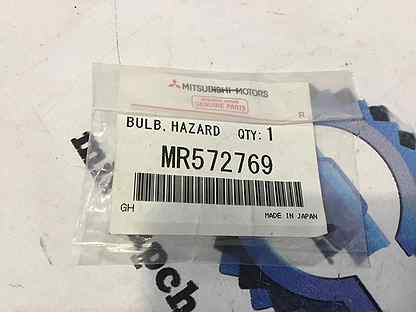 MITSUBISHI MOTORS
GENUINE PARTS
R
BULB, HAZARD QTY: 1
MR572769
GH
MADE IN JAPAN